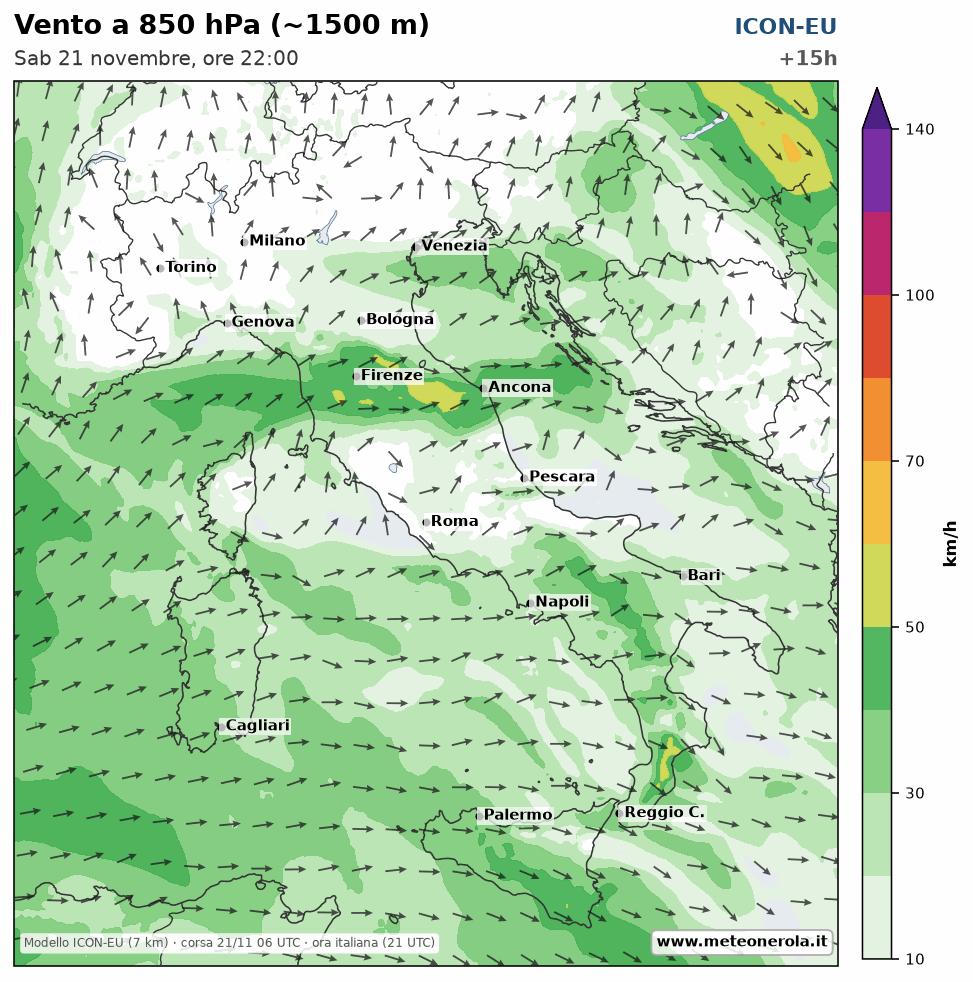 Vento a 850 hPa (~1500 m)
ICON-EU
Sab 21 novembre, ore 22:00
+15h
140
Milano
Venezia
Torino
100
Genova
Bologna
Firenze
Ancona
70
Pescara
Roma
km/h
Bari
Napoli
50
Cagliari
30
Palermo
Reggio C.
Modello ICON-EU (7 km) · corsa 21/11 06 UTC · ora italiana (21 UTC)
www.meteonerola.it
10